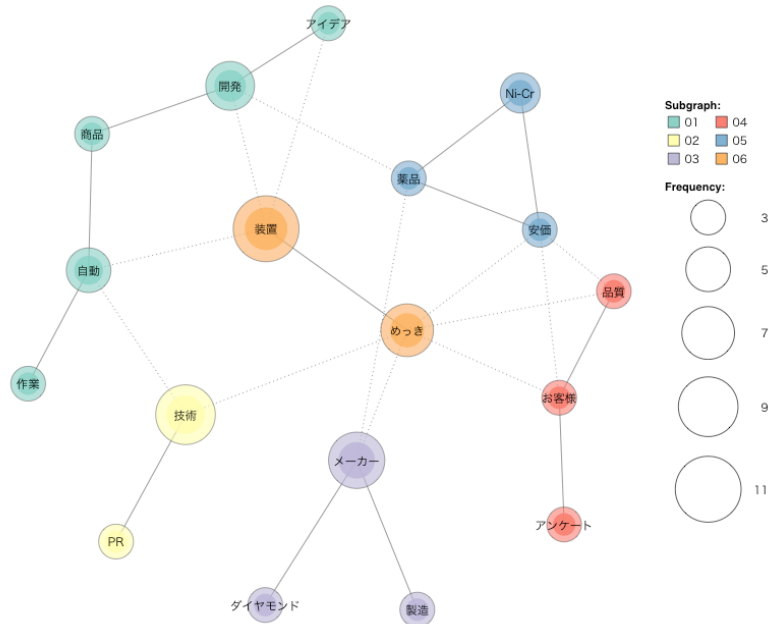 アイデア
開発
Ni-Cr
商品
薬品
装置
安価
自動
品質
めっき
作業
お客様
技術
メーカー
アンケート
PR
ダイヤモンド
製造
Subgraph:
01 04
02 05
03 06
Frequency:
3
5
7
9
11